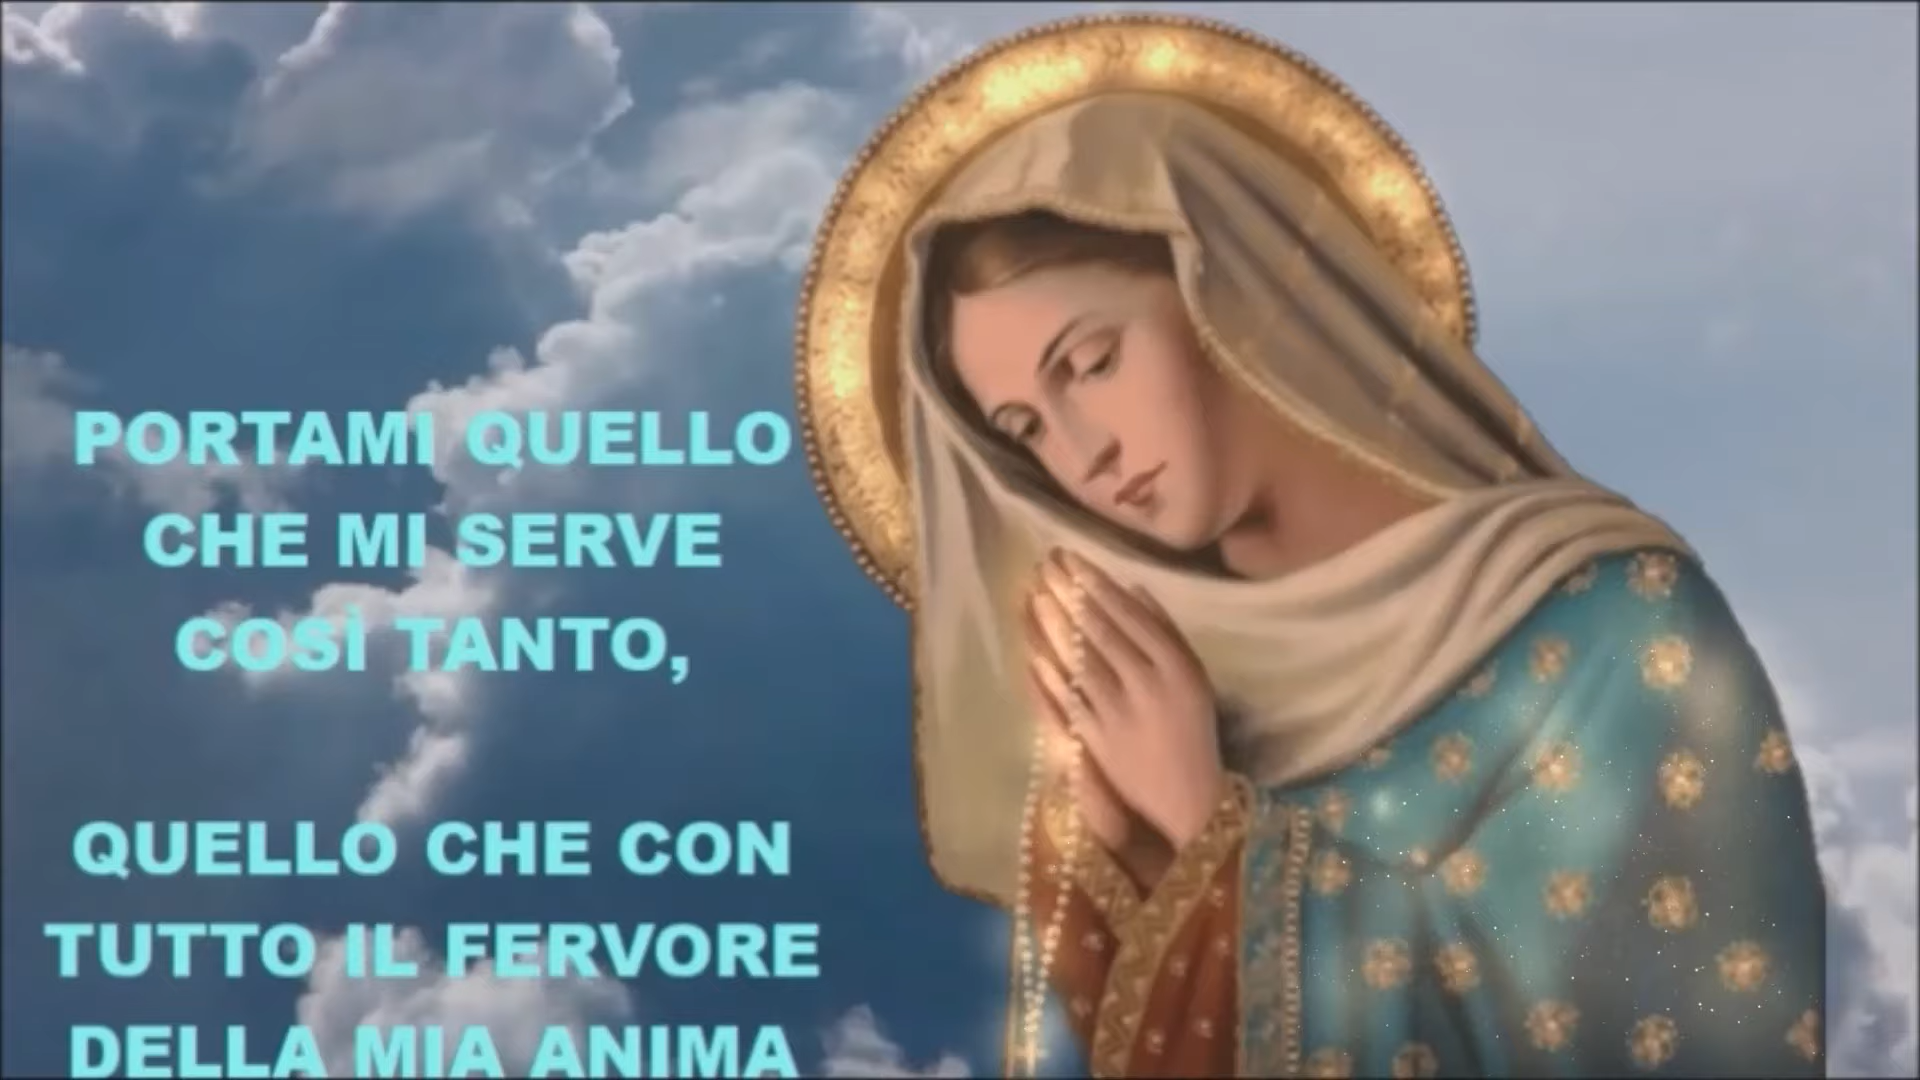 PORTAMI QUELLO
CHE MI SERVE
COSÌ TANTO,
QUELLO CHE CON
TUTTO IL FERVORE
DELLA MIA ANIMA